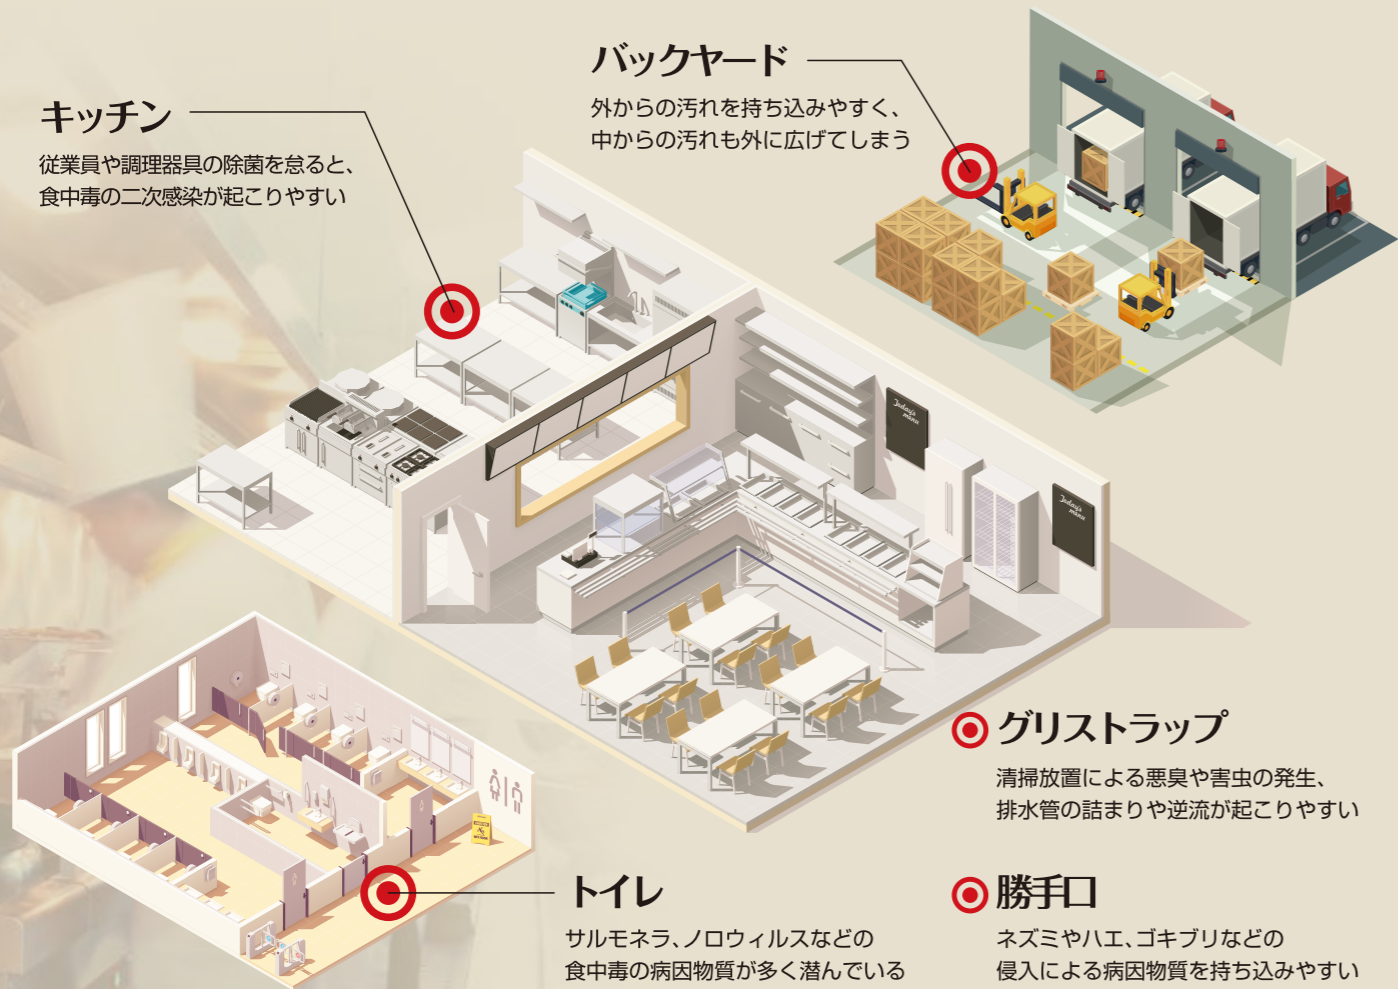 バックヤード
外からの汚れを持ち込みやすく、
中からの汚れも外に広げてしまう
キッチン
従業員や調理器具の除菌を怠ると、
食中毒の二次感染が起こりやすい
Today's
menu
Today's
menu
グリストラップ
清掃放置による悪臭や害虫の発生、
排水管の詰まりや逆流が起こりやすい
トイレ
サルモネラ、ノロウィルスなどの
食中毒の病因物質が多く潜んでいる
勝手口
ネズミやハエ、ゴキブリなどの
侵入による病因物質を持ち込みやすい